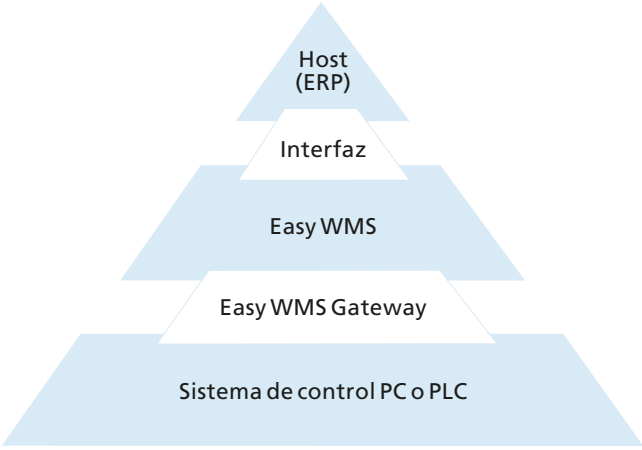 Host
(ERP)
Interfaz
Easy WMS
Easy WMS Gateway
Sistema de control PC o PLC